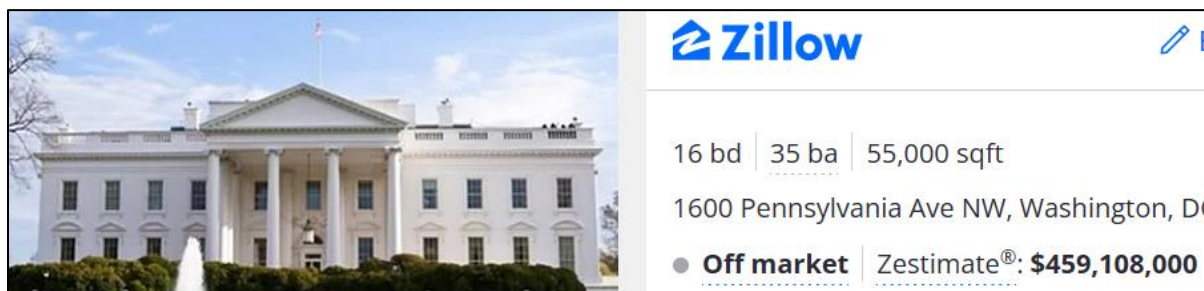 Zillow
16 bd 35 ba 55,000 sqft
1600 Pennsylvania Ave NW, Washington,
Off market Zestimate®: $459,108,000